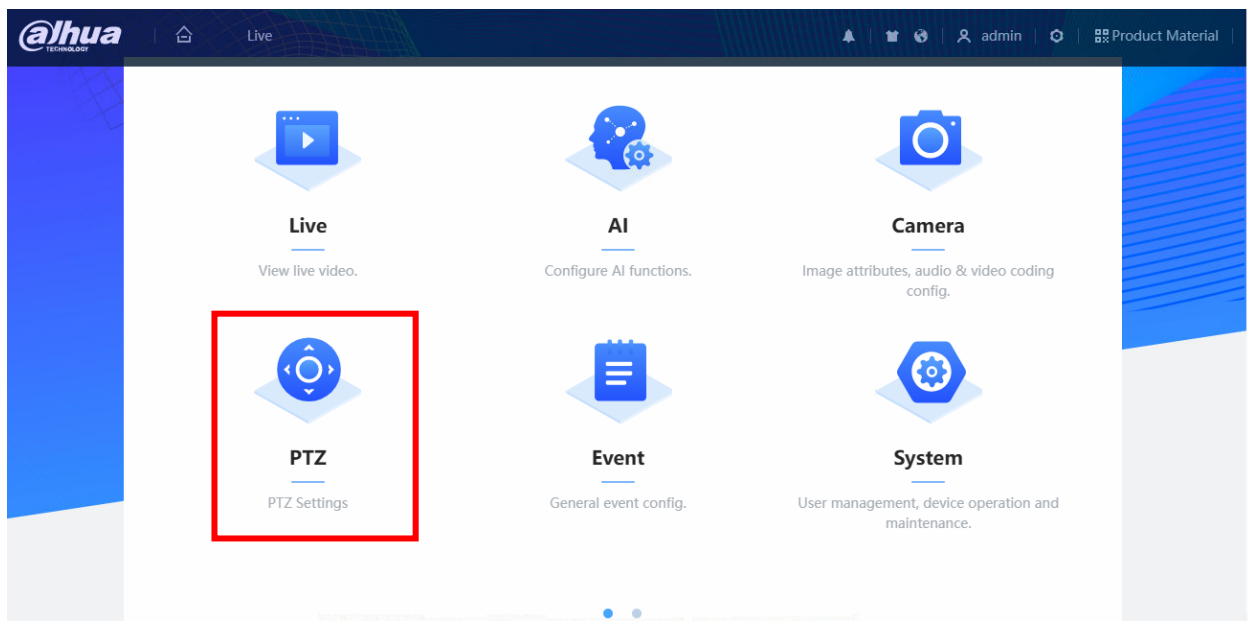 alhua
TECHNOLOGY
Live
admin
Product Material
Live
View live video.
AI
Configure AI functions.
Camera
Image attributes, audio & video coding
config.
PTZ
PTZ Settings
Event
General event config.
System
User management, device operation and
maintenance.